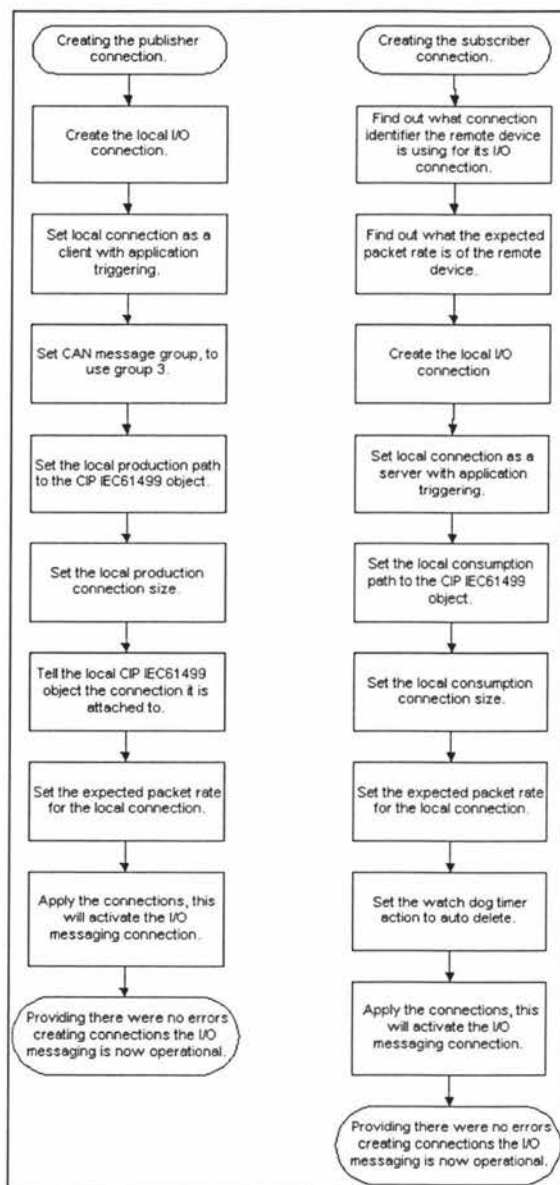 Creating the publisher
connection.
Create the local I/O
connection.
Set local connection as a
client with application
triggering.
Set CAN message group, to
use group 3.
Set the local production path
to the CIP IEC61499 object.
Set the local production
connection size.
Tell the local CIP IEC61499
object the connection it is
attached to.
Set the expected packet rate
for the local connection.
Apply the connections, this
will activate the I/O
messaging connection.
Providing there were no errors
creating connections the I/O
messaging is now operational.
Creating the subscriber
connection.
Find out what connection
identifier the remote device
is using for its I/O
connection.
Find out what the expected
packet rate is of the remote
device.
Create the local I/O
connection
Set local connection as a
server with application
triggering.
Set the local consumption
path to the CIP IEC61499
object.
Set the local consumption
connection size.
Set the expected packet rate
for the local connection.
Set the watch dog timer
action to auto delete.
Apply the connections, this
will activate the I/O
messaging connection.
Providing there were no errors
creating connections the I/O
messaging is now operational.